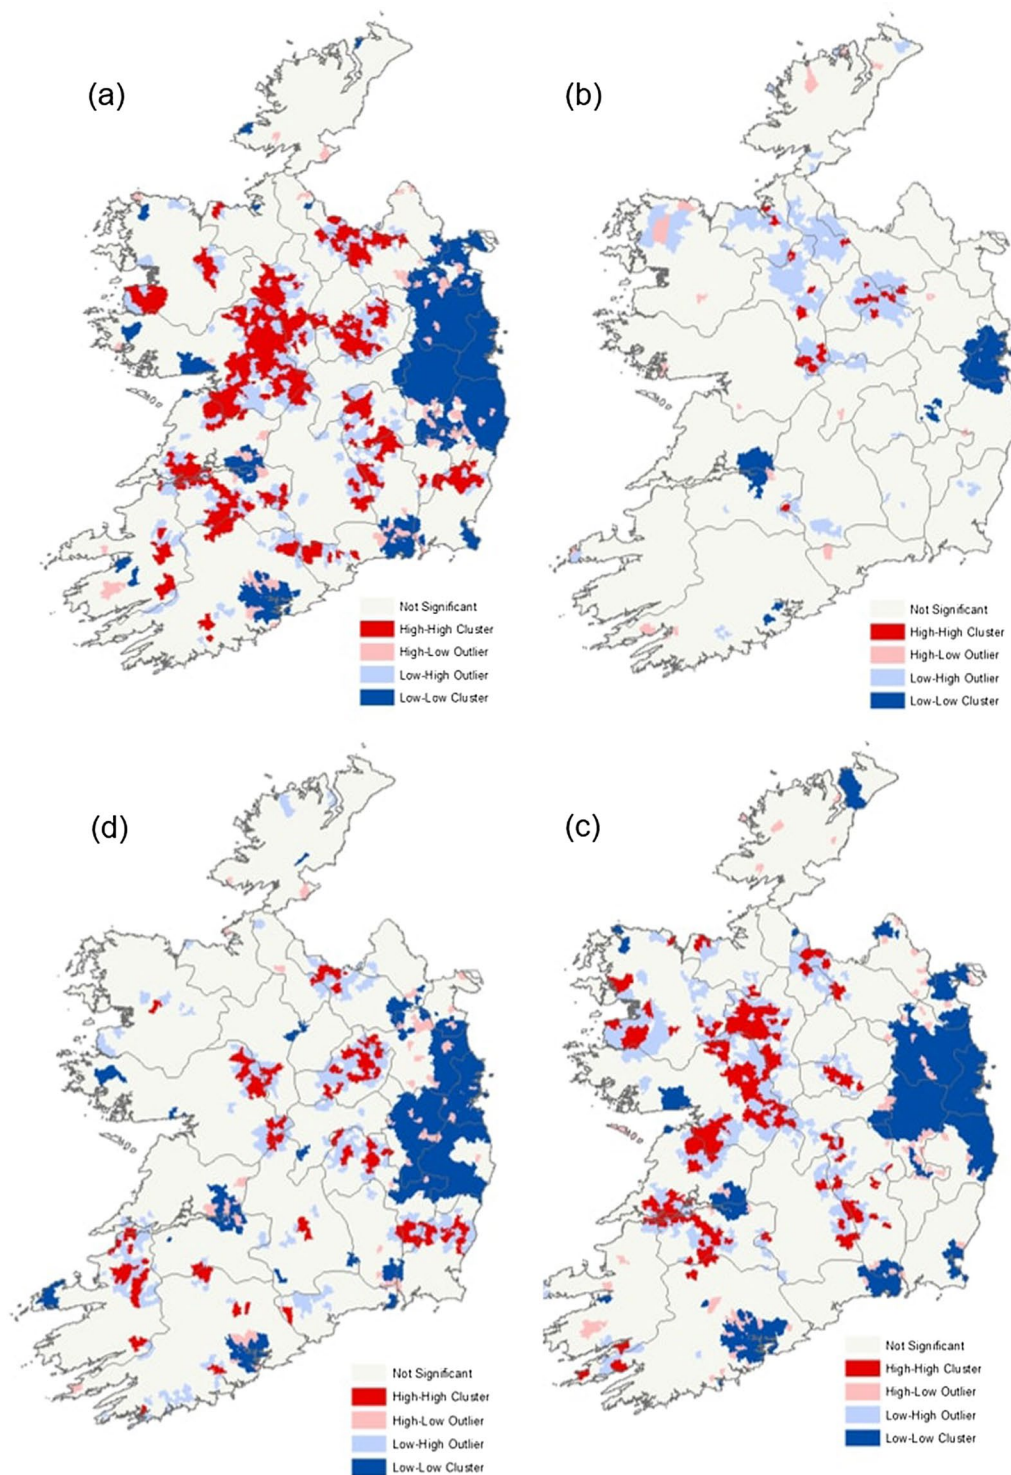 (a)
Not Significant
High-High Cluster
High-Low Outlier
Low-High Outlier
Low-Low Cluster
(b)
Not Significant
High-High Cluster
High-Low Outlier
Low-High Outlier
Low-Low Cluster
(d)
Not Significant
High-High Cluster
High-Low Outlier
Low-High Outlier
Low-Low Cluster
(c)
Not Significant
High-High Cluster
High-Low Outlier
Low-High Outlier
Low-Low Cluster